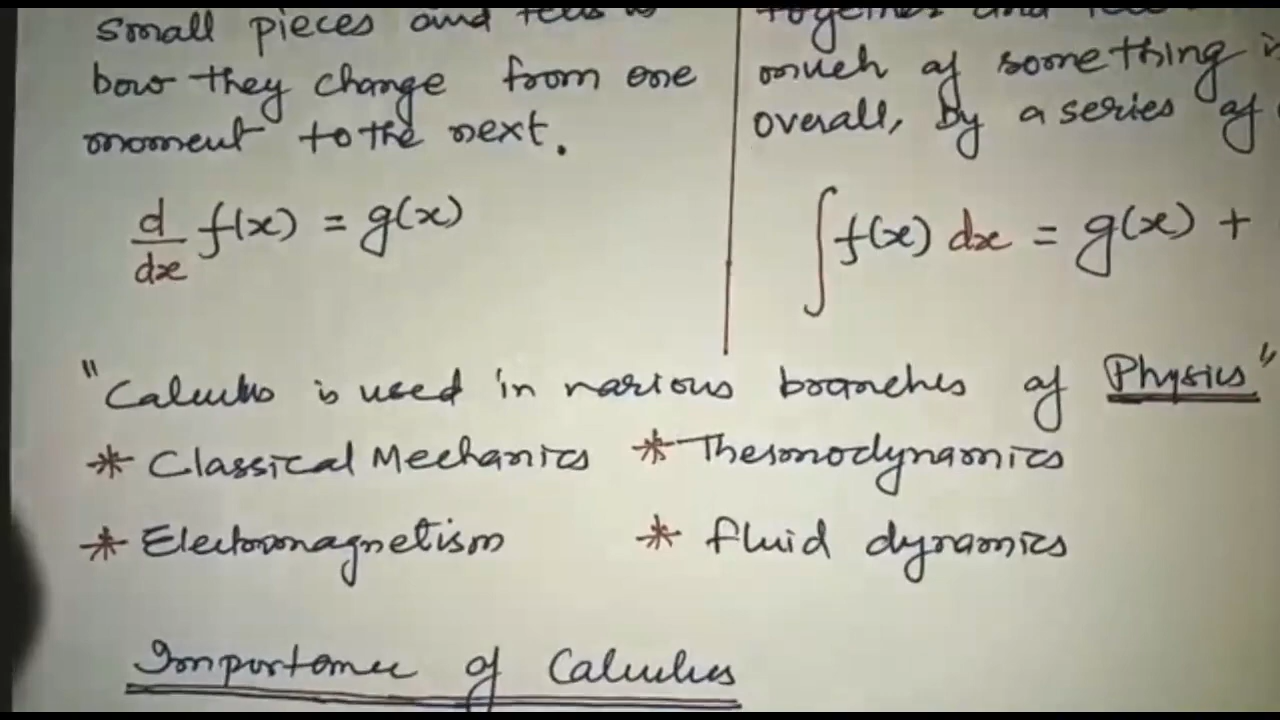 small pieces and
how they change from one
moment to the next.
d/dx f(x) = g(x)
together and
much of something
overall, by a series of
∫ f(x) dx = g(x) +
"Calculus is used in various branches of Physics"
* Classical Mechanics * Thermodynamics
* Electromagnetism * fluid dynamics
Importance of Calculus